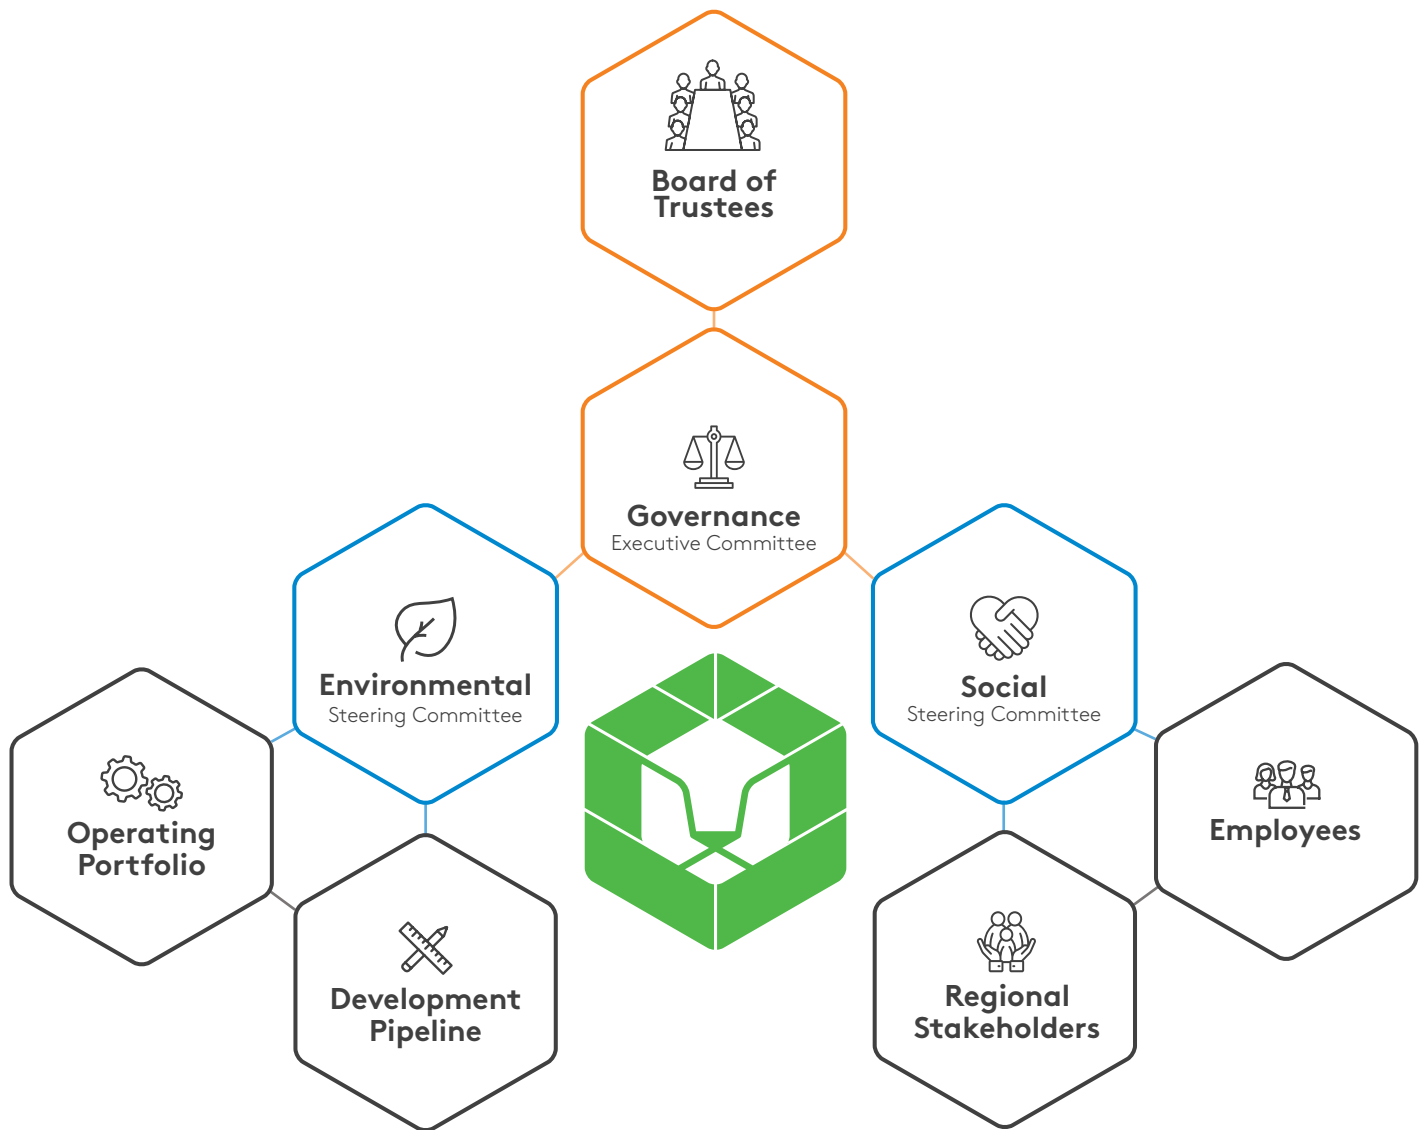 Board of
Trustees
Governance
Executive Committee
Environmental
Steering Committee
Social
Steering Committee
Operating
Portfolio
Employees
Development
Pipeline
Regional
Stakeholders